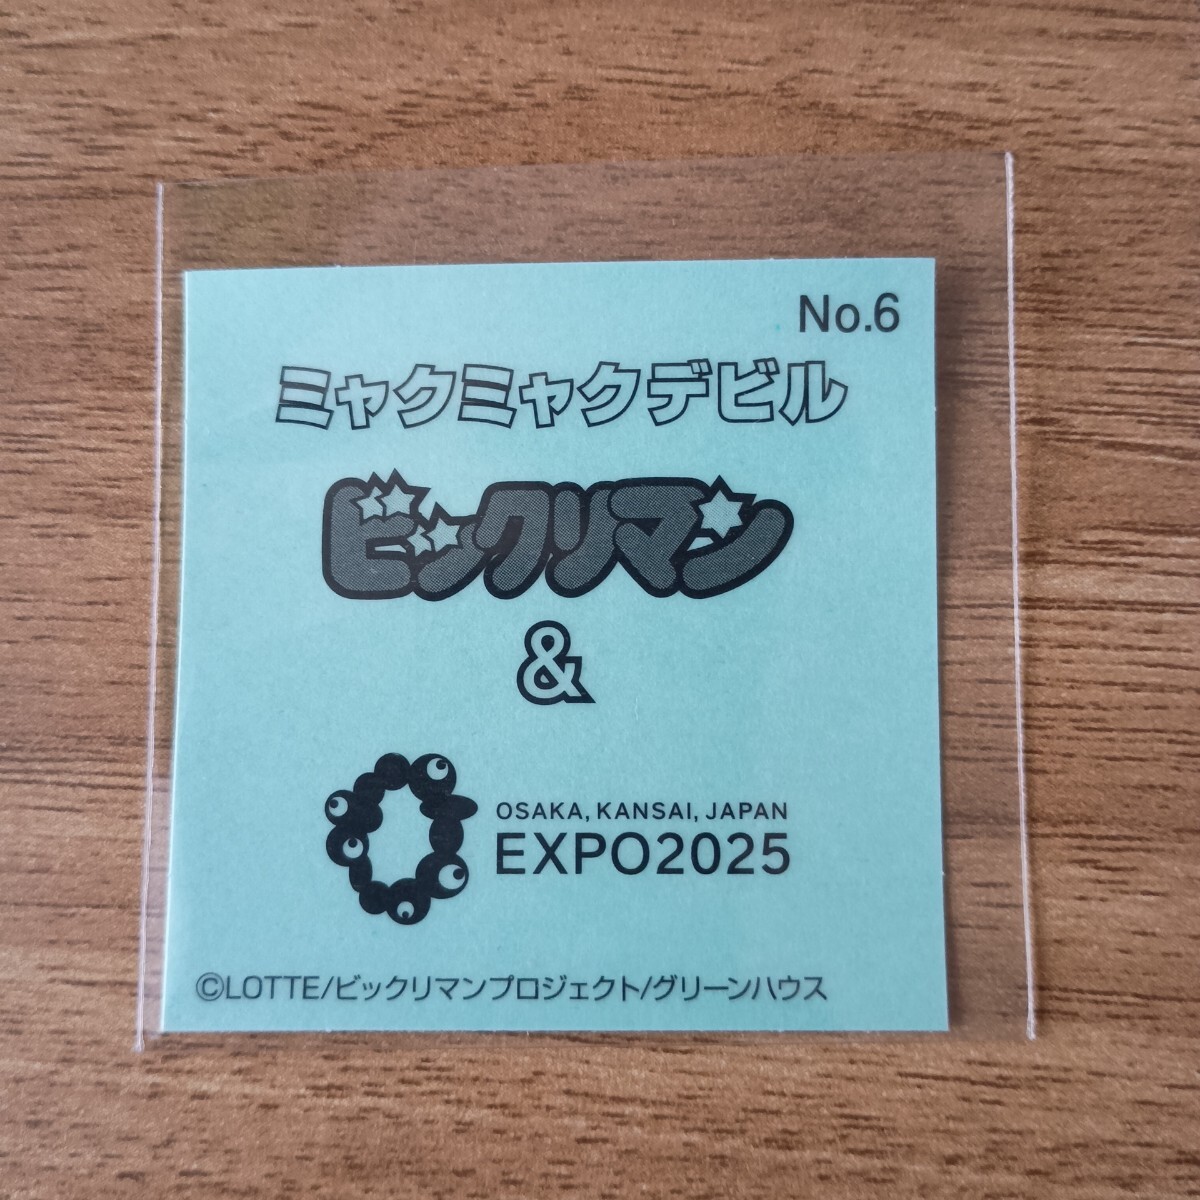 No.6
ミャクミャクデビル
ビックリマン
&
OSAKA, KANSAI, JAPAN
EXPO2025
©LOTTE/ビックリマンプロジェクト/グリーンハウス